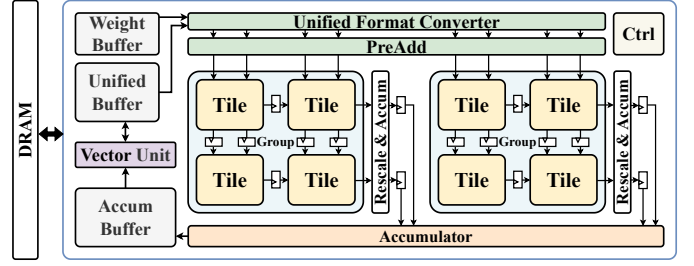 DRAM
Weight
Buffer
Unified
Buffer
Vector Unit
Accum
Buffer
Unified Format Converter
PreAdd
Ctrl
Tile
Tile
Group
Tile
Tile
Rescale & Accum
Tile
Tile
Group
Tile
Tile
Rescale & Accum
Accumulator